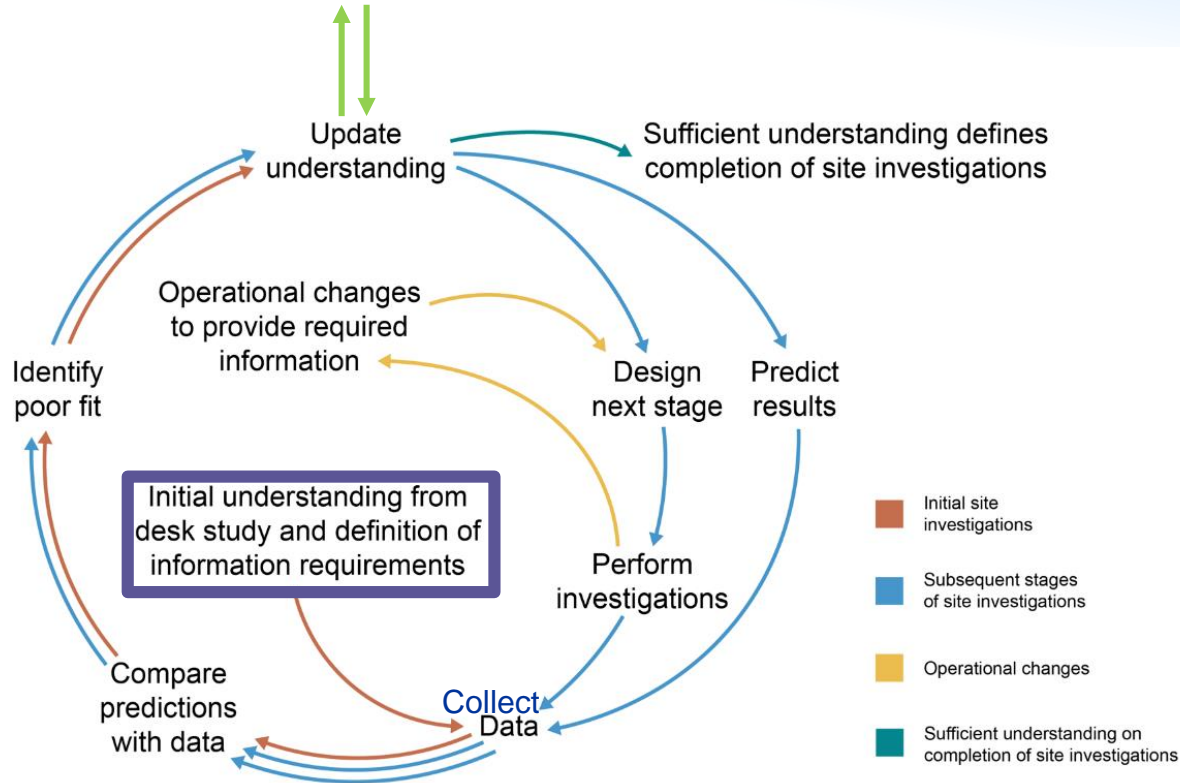 Update
understanding
Sufficient understanding defines
completion of site investigations
Operational changes
to provide required
information
Identify
poor fit
Design
next stage
Predict
results
Initial understanding from
desk study and definition of
information requirements
Perform
investigations
Compare
predictions
with data
Collect
Data
Initial site
investigations
Subsequent stages
of site investigations
Operational changes
Sufficient understanding on
completion of site investigations